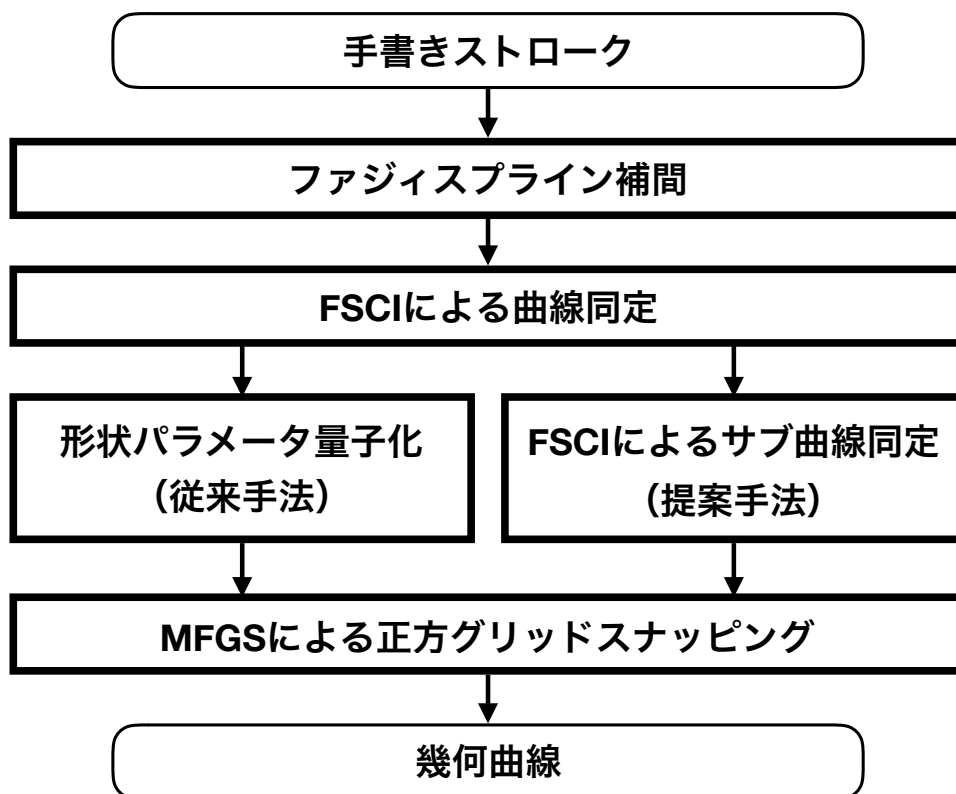 手書きストローク
ファジィスプライン補間
FSCIによる曲線同定
形状パラメータ量子化
（従来手法）
FSCIによるサブ曲線同定
（提案手法）
MFGSによる正方グリッドスナッピング
幾何曲線